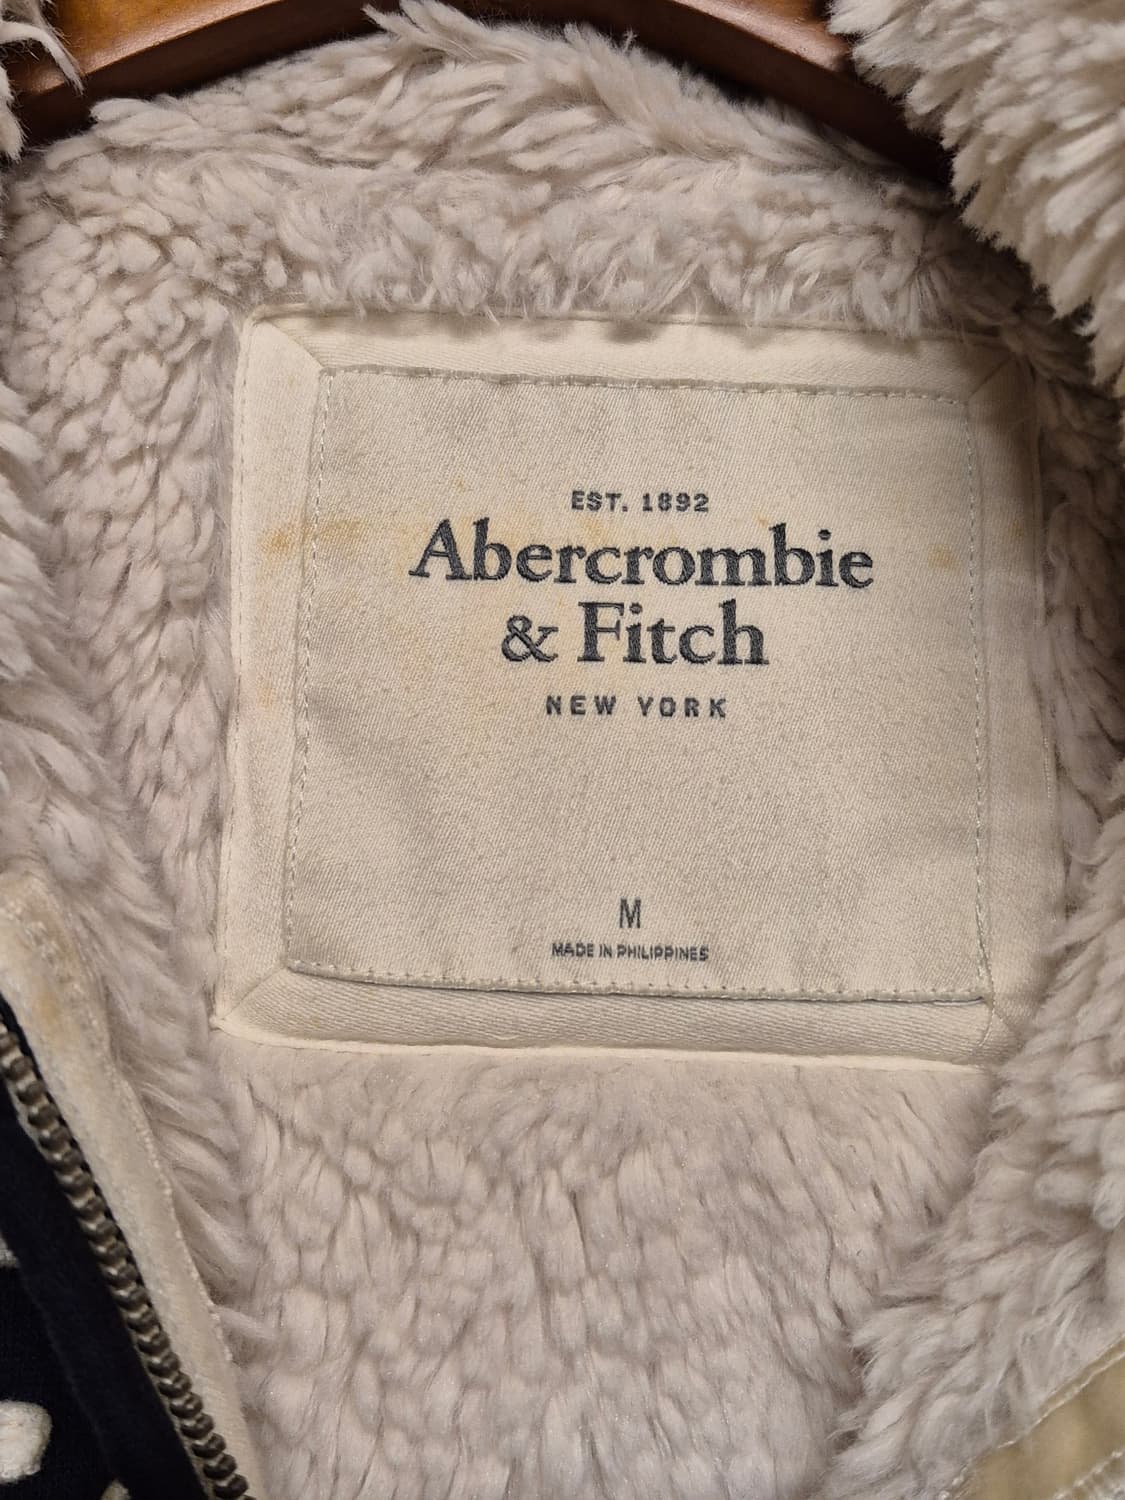 EST. 1892
Abercrombie
& Fitch
NEW YORK
M
MADE IN PHILIPPINES